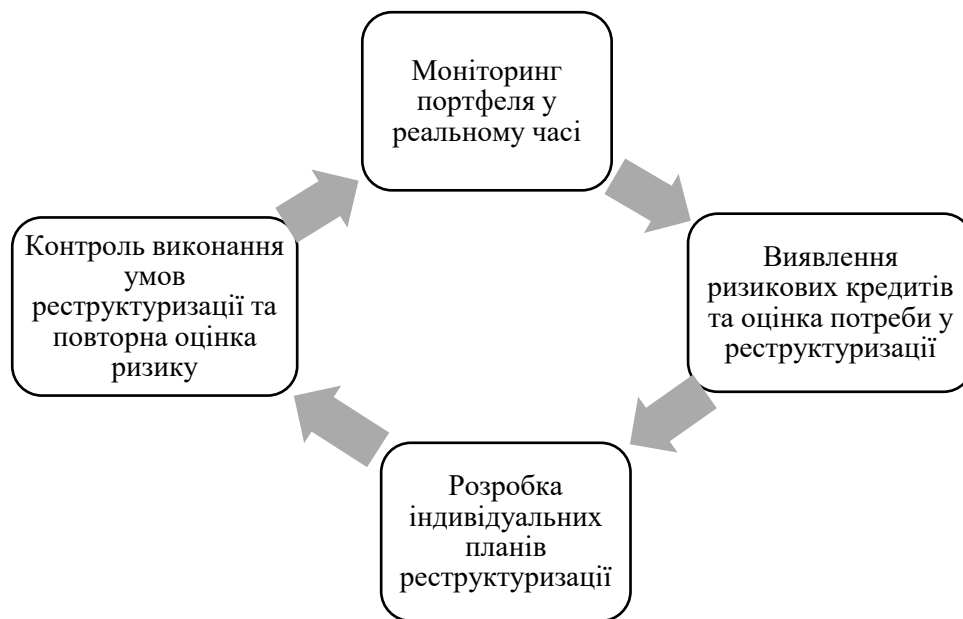 Моніторинг
портфеля у
реальному часі
Виявлення
ризикових кредитів
та оцінка потреби у
реструктуризації
Розробка
індивідуальних
планів
реструктуризації
Контроль виконання
умов
реструктуризації та
повторна оцінка
ризику